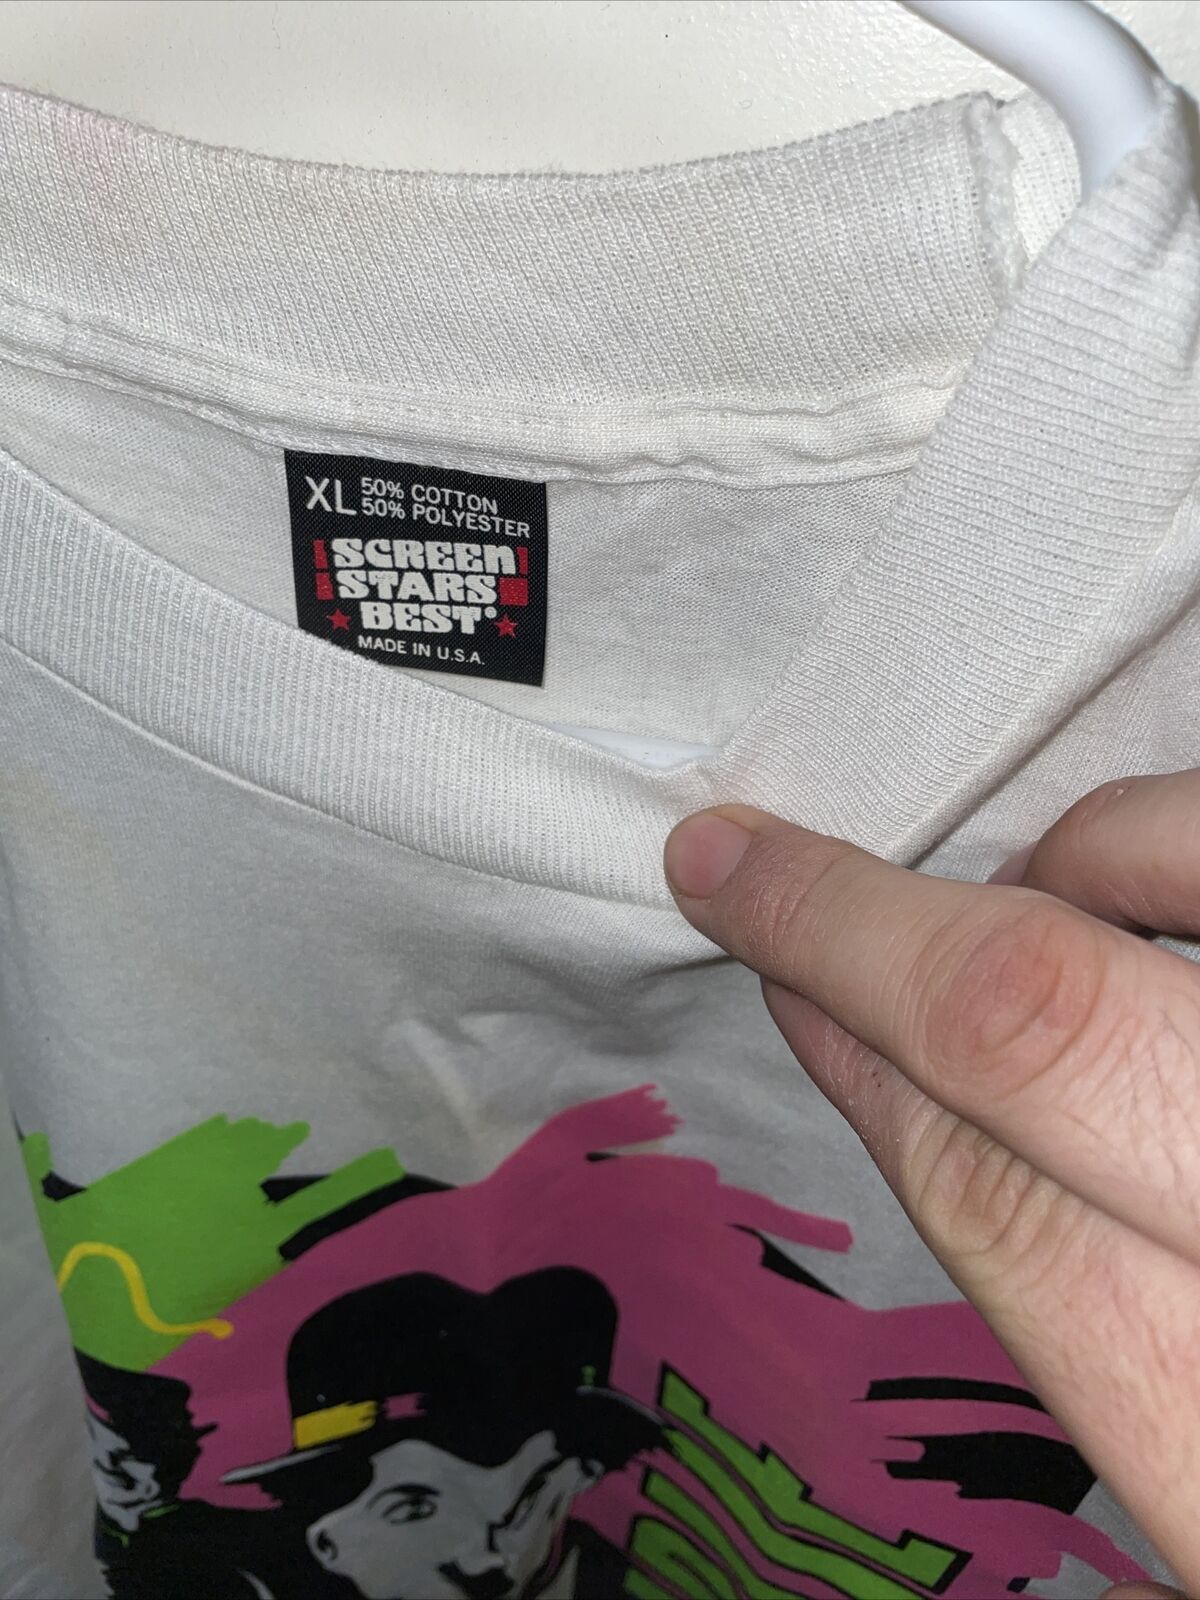 XL 50% COTTON
50% POLYESTER
SCREEN
STARS
BEST®
MADE IN U.S.A.